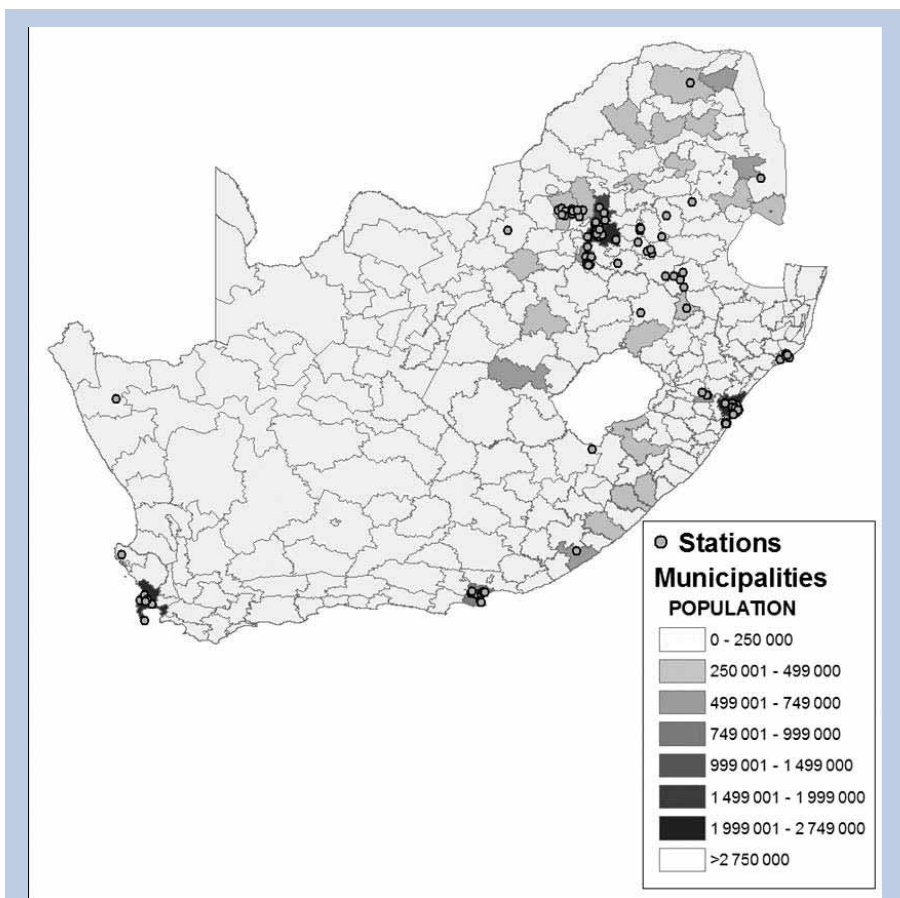 Stations
Municipalities
POPULATION
0 - 250 000
250 001 - 499 000
499 001 - 749 000
749 001 - 999 000
999 001 - 1 499 000
1 499 001 - 1 999 000
1 999 001 - 2 749 000
>2 750 000